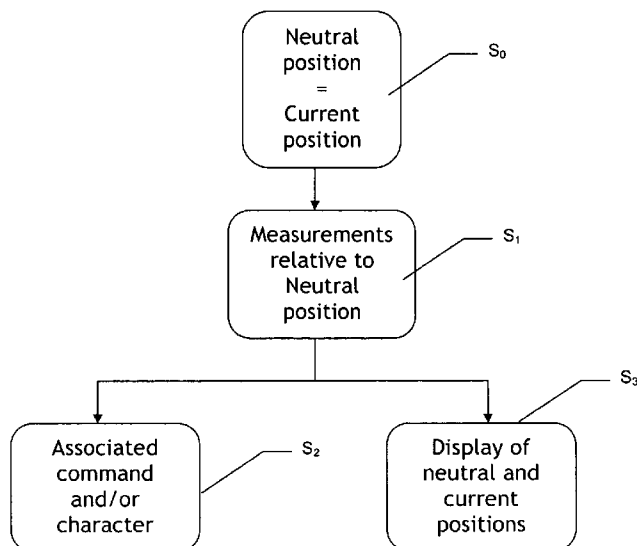 Neutral
position
=
Current
position
S0
Measurements
relative to
Neutral
position
S1
Associated
command
and/or
character
S2
Display of
neutral and
current
positions
S3